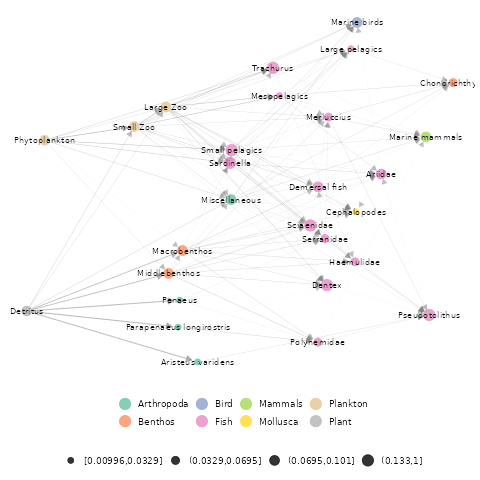 Marine birds
Large pelagics
Trachurus
Chondrichthy
Mesopelagics
Large Zoo
Merluccius
Small Zoo
Marine mammals
Phytoplankton
Small pelagics
Sardinella
Ariidae
Demersal fish
Miscellaneous
Cephalopodes
Sciaenidae
Serranidae
Macrobenthos
Haemulidae
Midobenthos
Dentex
Penaeus
Detritus
Pseudotolithus
Parapenaeus longirostris
Polynemidae
Aristeus varidens
Arthropoda Bird Mammals Plankton
Benthos Fish Mollusca Plant
[0.00996,0.0329] (0.0329,0.0695] (0.0695,0.101] (0.133,1]